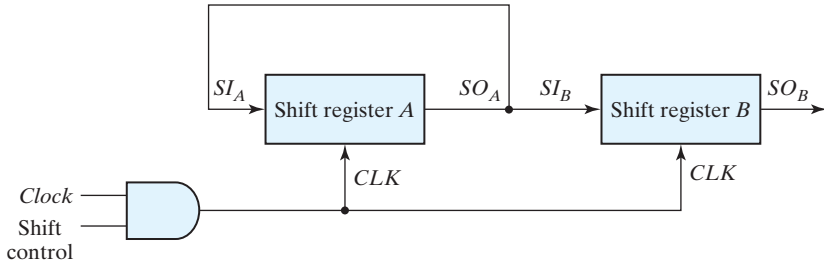 SI_A
SO_A
SI_B
SO_B
Shift register A
Shift register B
CLK
CLK
Clock
Shift
control